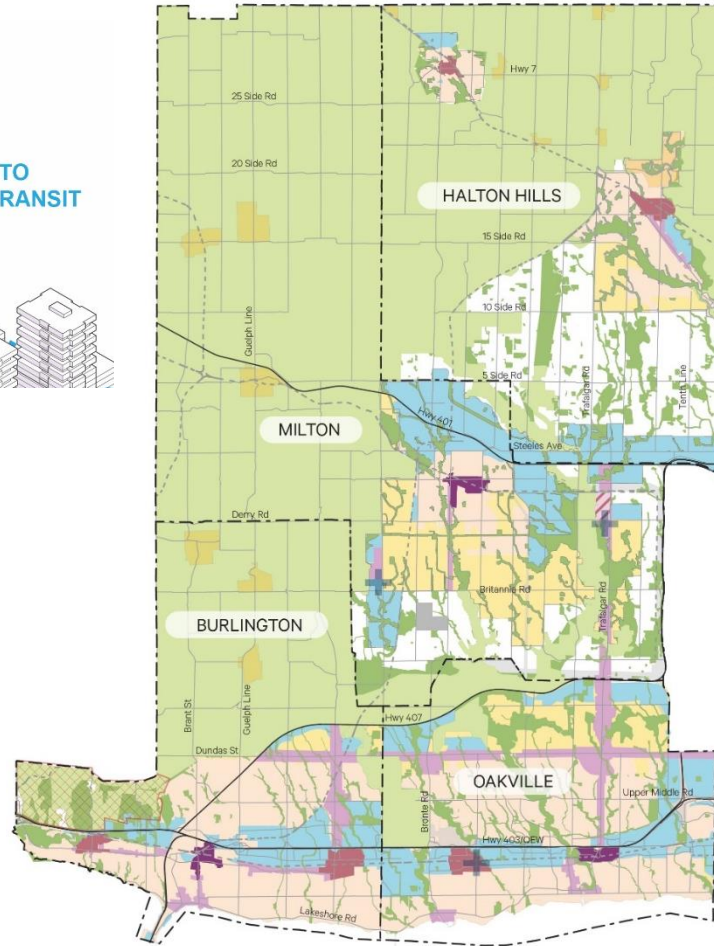 TO
RANSIT
Hwy 7
25 Side Rd
20 Side Rd
HALTON HILLS
15 Side Rd
10 Side Rd
Guelph Line
5 Side Rd
Trafalgar Rd
Tenth Line
Hwy 401
MILTON
Steeles Ave
Derry Rd
Britannia Rd
Trafalgar Rd
BURLINGTON
Brant St
Guelph Line
Hwy 407
Dundas St
OAKVILLE
Bronte Rd
Upper Middle Rd
Hwy 403/QEW
Lakeshore Rd